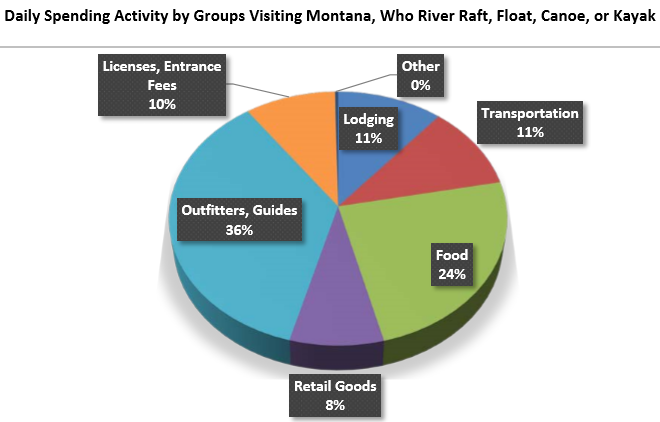 Daily Spending Activity by Groups Visiting Montana, Who River Raft, Float, Canoe, or Kayak
Licenses, Entrance
Fees
10%
Other
0%
Lodging
11%
Transportation
11%
Outfitters, Guides
36%
Food
24%
Retail Goods
8%